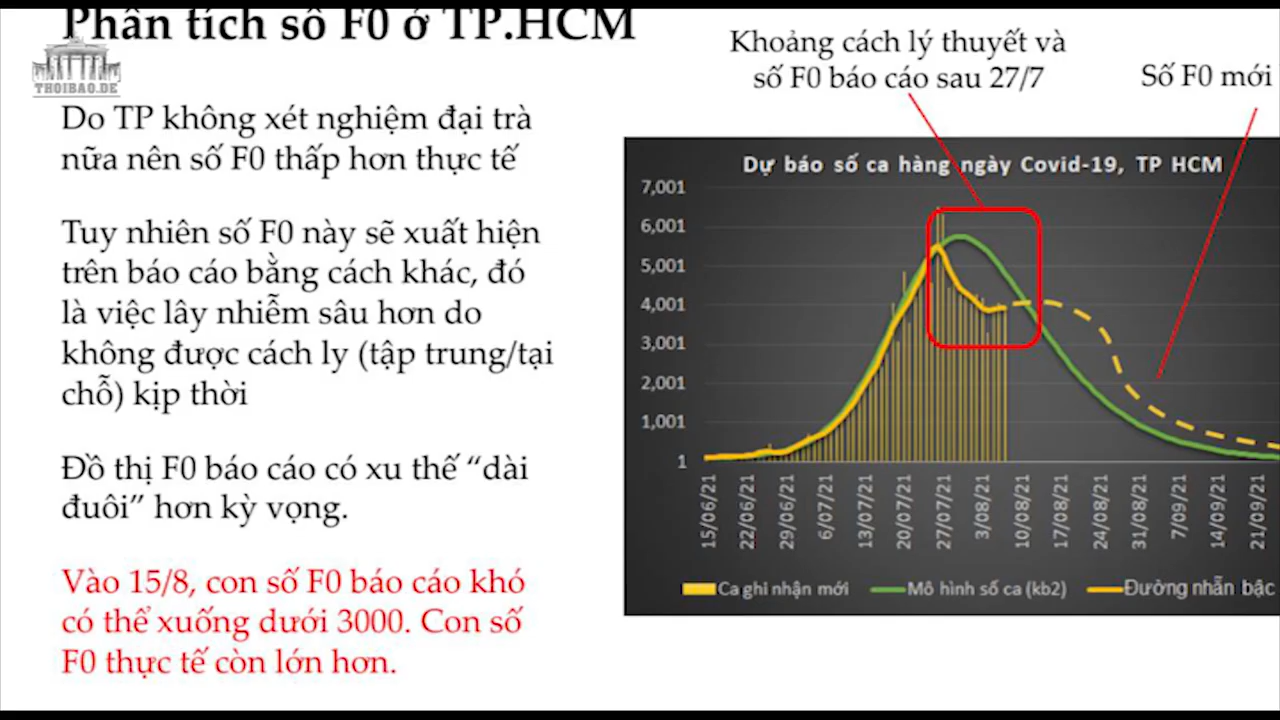 Phân tích số F0 ở TP.HCM
THOIBAO.DE
Do TP không xét nghiệm đại trà
nữa nên số F0 thấp hơn thực tế
Tuy nhiên số F0 này sẽ xuất hiện
trên báo cáo bằng cách khác, đó
là việc lây nhiễm sâu hơn do
không được cách ly (tập trung/tại
chỗ) kịp thời
Đồ thị F0 báo cáo có xu thế “dài
đuôi” hơn kỳ vọng.
Vào 15/8, con số F0 báo cáo khó
có thể xuống dưới 3000. Con số
F0 thực tế còn lớn hơn.
Khoảng cách lý thuyết và
số F0 báo cáo sau 27/7
Số F0 mới
Dự báo số ca hàng ngày Covid-19, TP HCM
7,001
6,001
5,001
4,001
3,001
2,001
1,001
1
15/06/21
22/06/21
29/06/21
6/07/21
13/07/21
20/07/21
27/07/21
3/08/21
10/08/21
17/08/21
24/08/21
31/08/21
7/09/21
14/09/21
21/09/21
Ca ghi nhận mới
Mô hình số ca (kb2)
Đường nhẵn bậc